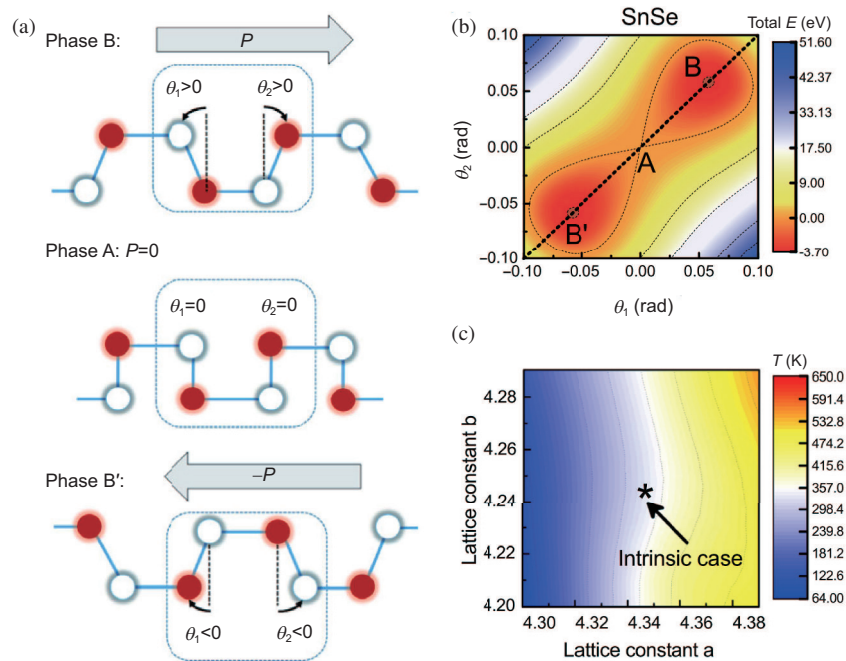 (a)
Phase B:
P
θ1>0
θ2>0
Phase A: P=0
θ1=0
θ2=0
Phase B′:
–P
θ1<0
θ2<0
(b)
SnSe
Total E (eV)
0.10
0.05
0.00
-0.05
-0.10
θ2 (rad)
B
A
B'
-0.10
-0.05
0.00
0.05
0.10
θ1 (rad)
51.60
42.37
33.13
17.50
29.00
19.00
9.000
0.00
-3.70
(c)
T (K)
4.28
4.26
4.24
4.22
4.20
Lattice constant b
*
Intrinsic case
4.30
4.32
4.34
4.36
4.38
Lattice constant a
650.0
591.4
532.8
474.2
415.6
357.0
298.4
239.8
181.2
122.6
64.00